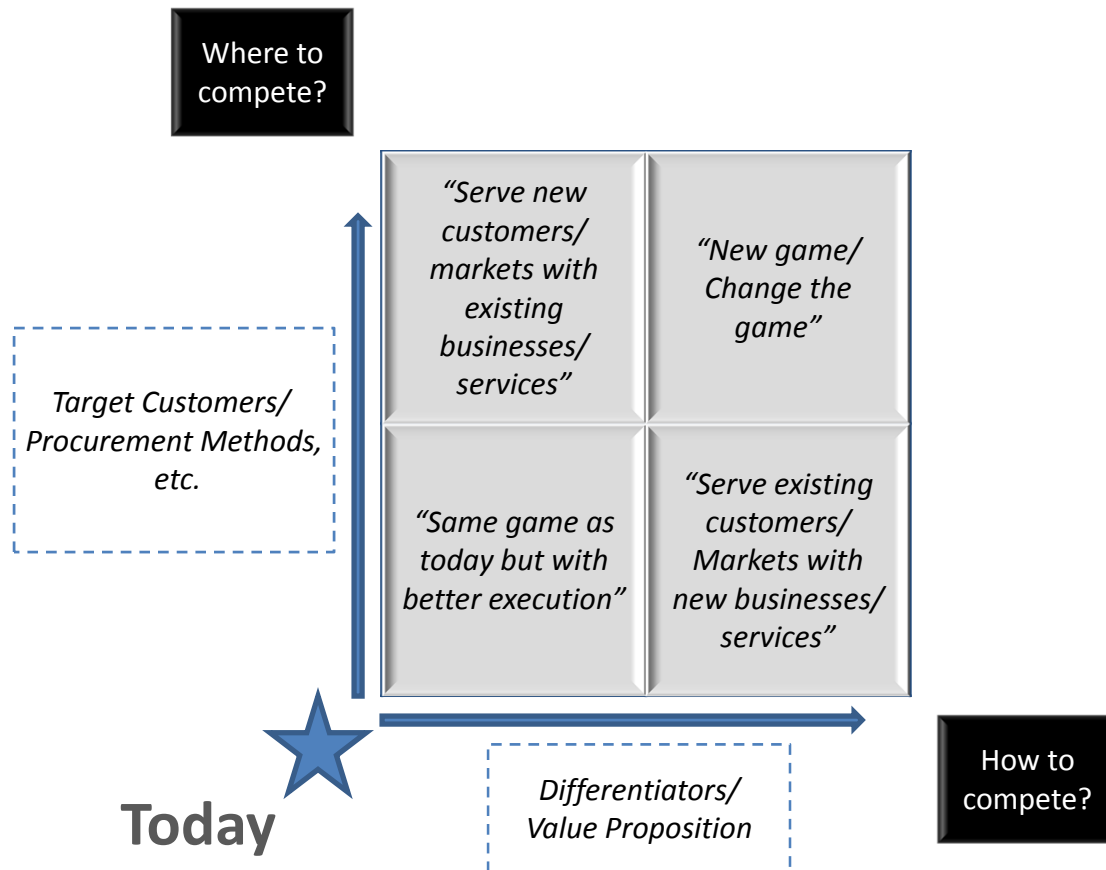 Where to
compete?
“Serve new
customers/
markets with
existing
businesses/
services”
“New game/
Change the
game”
Target Customers/
Procurement Methods,
etc.
“Same game as
today but with
better execution”
“Serve existing
customers/
Markets with
new businesses/
services”
Today
Differentiators/
Value Proposition
How to
compete?